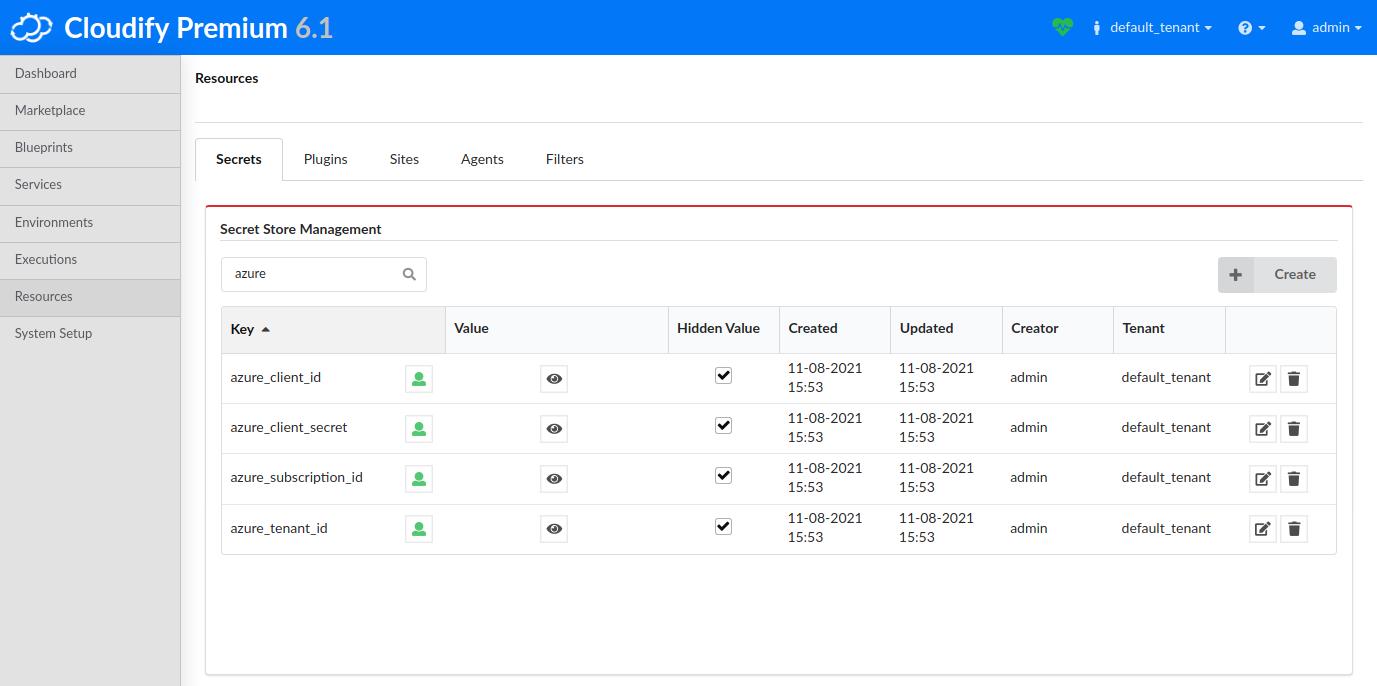 Cloudify Premium 6.1
default_tenant
admin
Dashboard
Marketplace
Blueprints
Services
Environments
Executions
Resources
System Setup
Resources
Secrets Plugins Sites Agents Filters
Secret Store Management
azure
Create
Key Value Hidden Value Created Updated Creator Tenant
azure_client_id 11-08-2021 15:53 11-08-2021 15:53 admin default_tenant
azure_client_secret 11-08-2021 15:53 11-08-2021 15:53 admin default_tenant
azure_subscription_id 11-08-2021 15:53 11-08-2021 15:53 admin default_tenant
azure_tenant_id 11-08-2021 15:53 11-08-2021 15:53 admin default_tenant